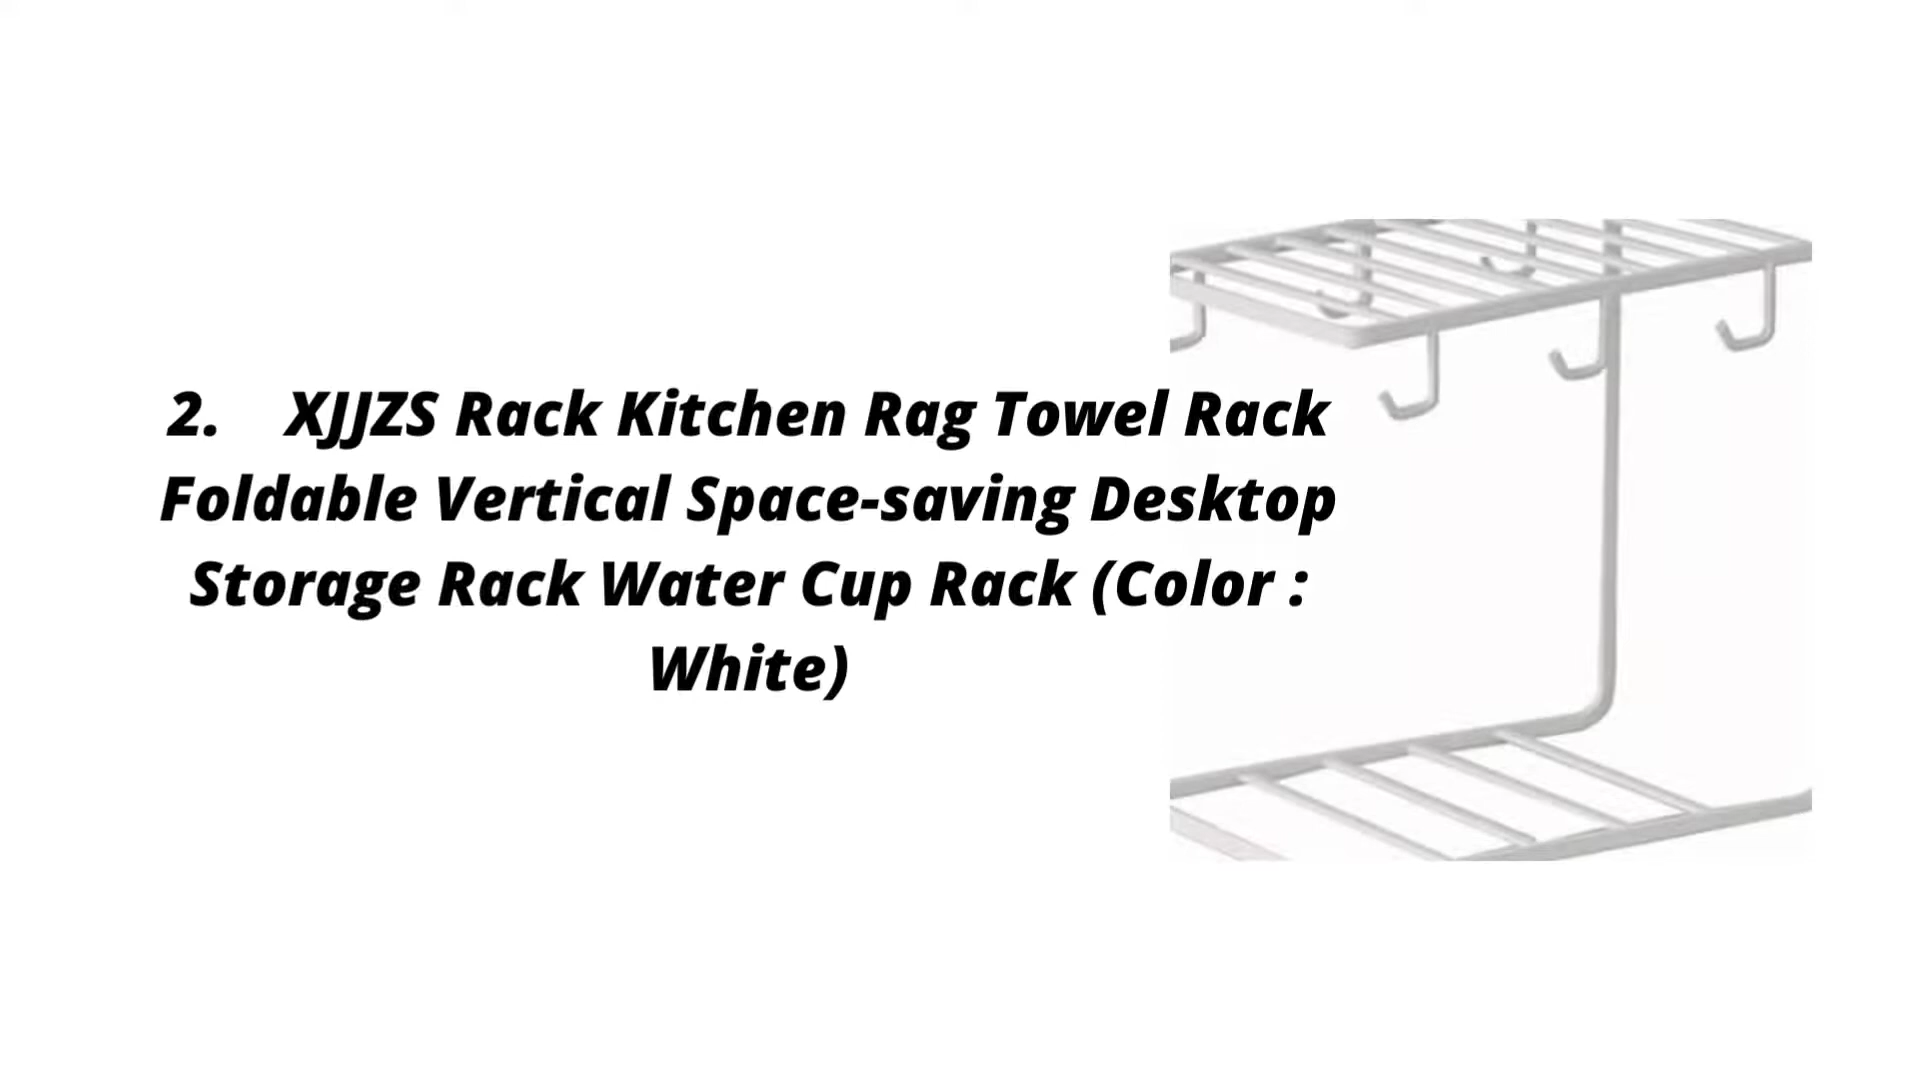 2. XJJZS Rack Kitchen Rag Towel Rack
Foldable Vertical Space-saving Desktop
Storage Rack Water Cup Rack (Color :
White)